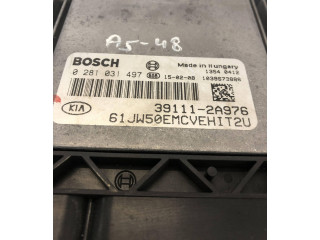 A5-48
BOSCH
Made in Hungary
1354 0412
0 281 031 497 15-02-08 1039S73886
KIA 39111-2A976
61JW50EMCVEHIT2U